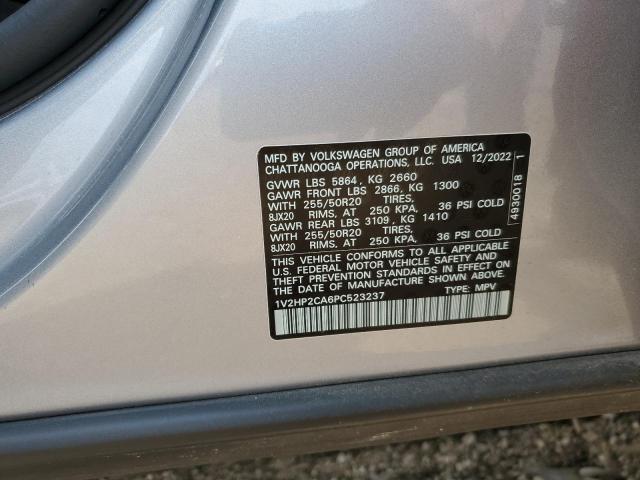 MFD BY VOLKSWAGEN GROUP OF AMERICA
CHATTANOOGA OPERATIONS, LLC. USA 12/2022
GVWR LBS 5864, KG 2660
GAWR FRONT LBS 2866, KG 1300
WITH 255/50R20 TIRES,
8JX20 RIMS, AT 250 KPA, 36 PSI COLD
GAWR REAR LBS 3109, KG 1410
WITH 255/50R20 TIRES,
8JX20 RIMS, AT 250 KPA, 36 PSI COLD
THIS VEHICLE CONFORMS TO ALL APPLICABLE
U.S. FEDERAL MOTOR VEHICLE SAFETY AND
THEFT PREVENTION STANDARDS IN EFFECT ON
THE DATE OF MANUFACTURE SHOWN ABOVE.
1V2HP2CA6PC523237 TYPE: MPV
4930018 1